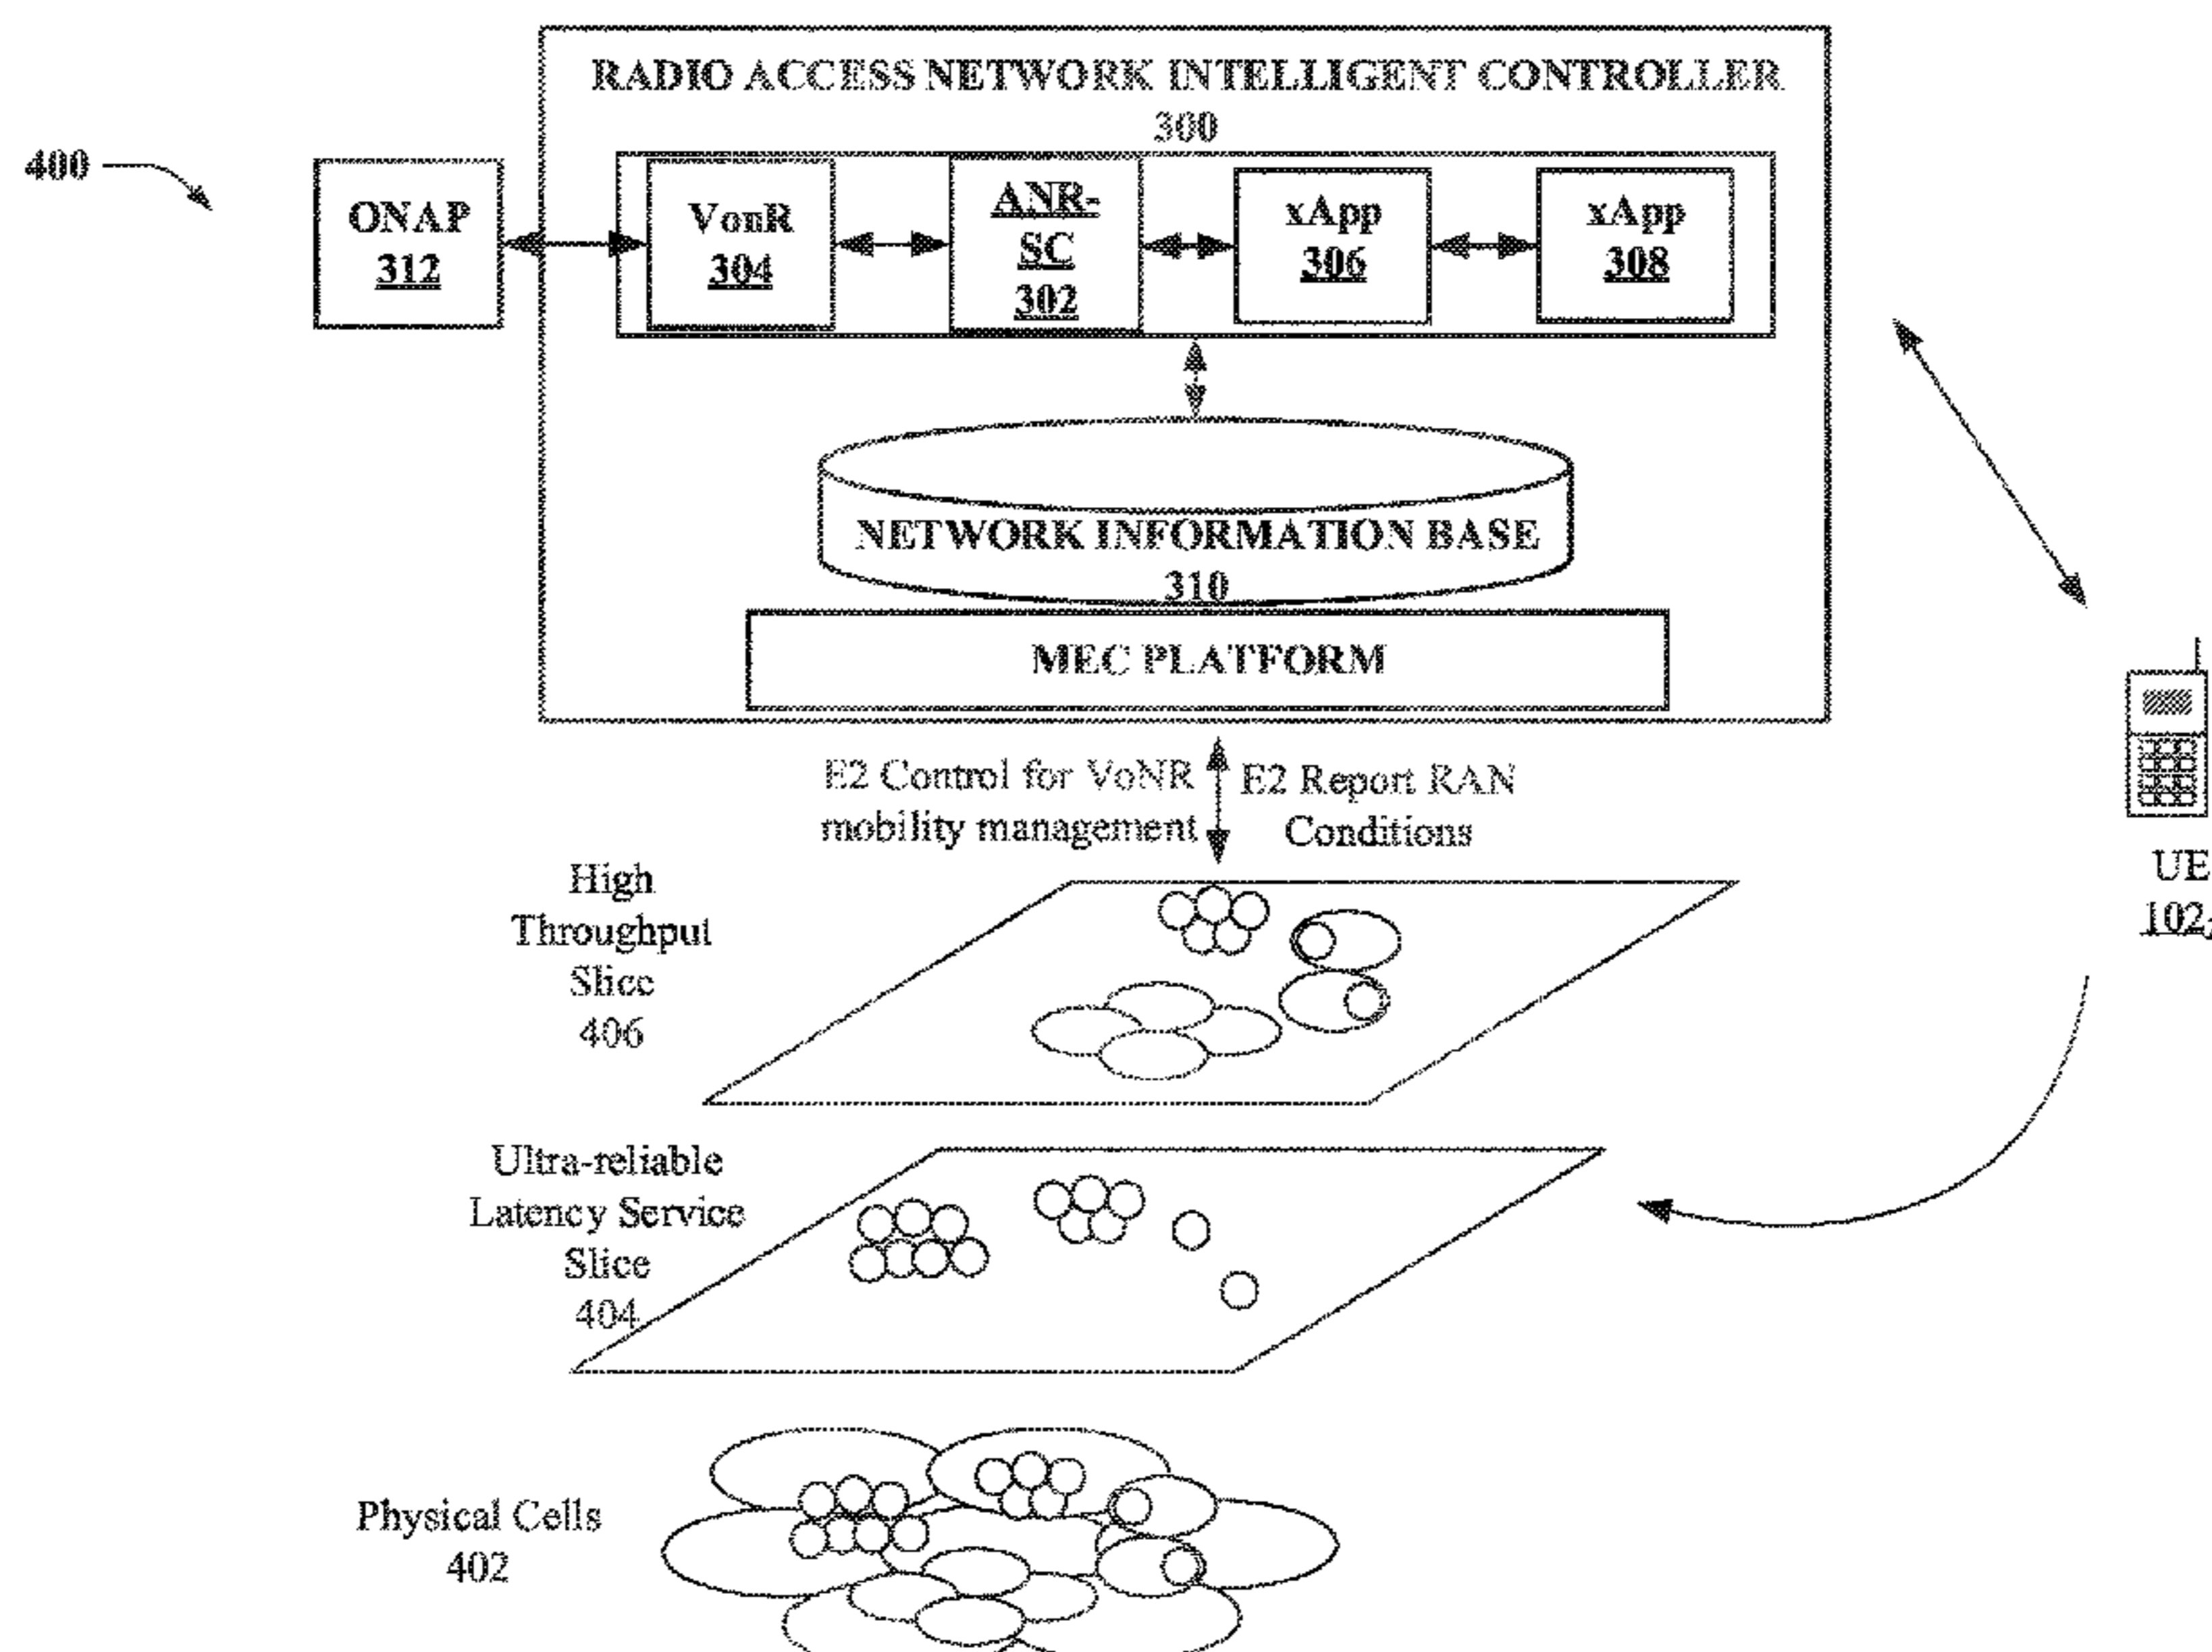 RADIO ACCESS NETWORK INTELLIGENT CONTROLLER
300
400
ONAP
312
VonR
304
ANR-
SC
302
xApp
306
xApp
308
NETWORK INFORMATION BASE
310
MEC PLATFORM
E2 Control for VoNR
mobility management
E2 Report RAN
Conditions
UE
High
Throughput
Slice
406
Ultra-reliable
Latency Service
Slice
404
Physical Cells
402